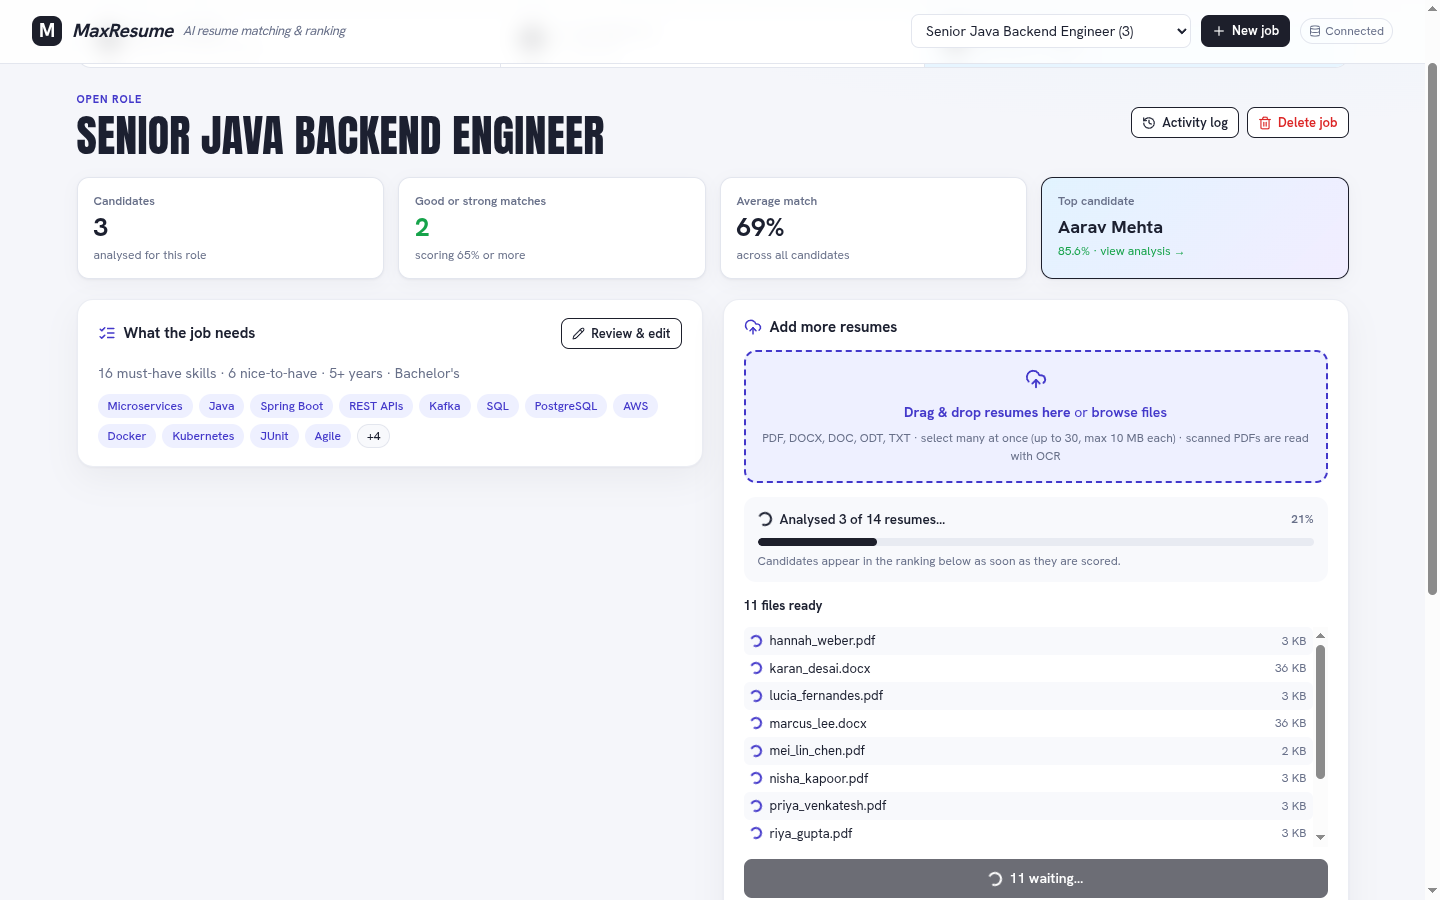 M MaxResume AI resume matching & ranking
Senior Java Backend Engineer (3)
New job
Connected
OPEN ROLE
SENIOR JAVA BACKEND ENGINEER
Activity log
Delete job
Candidates
3
analysed for this role
Good or strong matches
2
scoring 65% or more
Average match
69%
across all candidates
Top candidate
Aarav Mehta
85.6% · view analysis →
What the job needs
Review & edit
16 must-have skills · 6 nice-to-have · 5+ years · Bachelor's
Microservices Java Spring Boot REST APIs Kafka SQL PostgreSQL AWS
Docker Kubernetes JUnit Agile +4
Add more resumes
Drag & drop resumes here or browse files
PDF, DOCX, DOC, ODT, TXT · select many at once (up to 30, max 10 MB each) · scanned PDFs are read
with OCR
Analysed 3 of 14 resumes... 21%
Candidates appear in the ranking below as soon as they are scored.
11 files ready
hannah_weber.pdf 3 KB
karan_desai.docx 36 KB
lucia_fernandes.pdf 3 KB
marcus_lee.docx 36 KB
mei_lin_chen.pdf 2 KB
nisha_kapoor.pdf 3 KB
priya_venkatesh.pdf 3 KB
riya_gupta.pdf 3 KB
11 waiting...